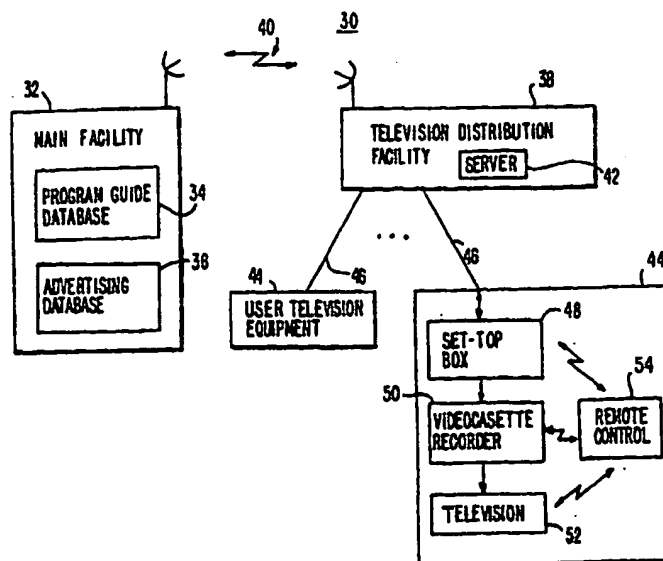 40
30
32
38
MAIN FACILITY
TELEVISION DISTRIBUTION
FACILITY
SERVER
42
PROGRAM GUIDE
DATABASE
34
ADVERTISING
DATABASE
38
...
46
46
44
USER TELEVISION
EQUIPMENT
44
48
SET-TOP
BOX
50
VIDEOCASETTE
RECORDER
54
REMOTE
CONTROL
TELEVISION
52